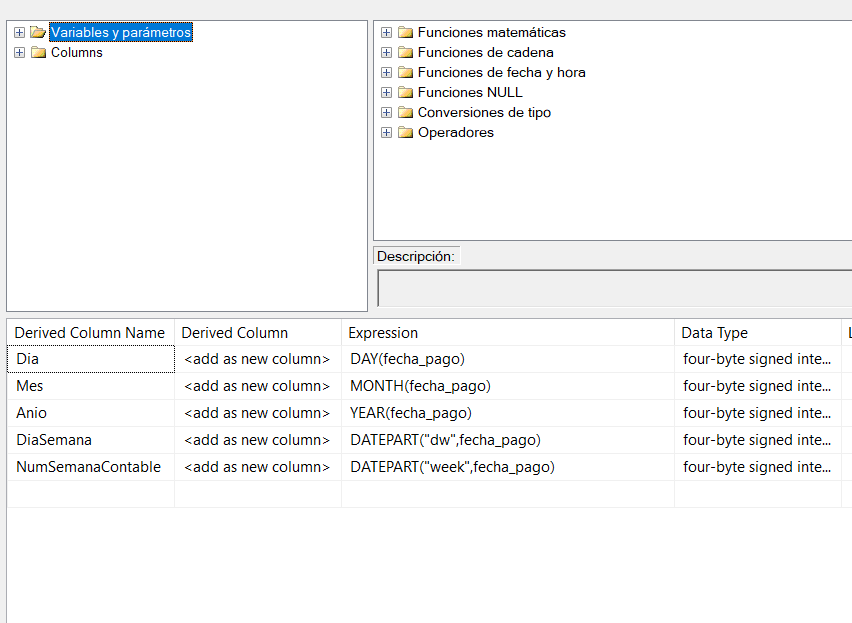 Variables y parámetros
Columns
Funciones matemáticas
Funciones de cadena
Funciones de fecha y hora
Funciones NULL
Conversiones de tipo
Operadores
Descripción:
Derived Column Name Derived Column Expression Data Type
Dia <add as new column> DAY(fecha_pago) four-byte signed inte...
Mes <add as new column> MONTH(fecha_pago) four-byte signed inte...
Anio <add as new column> YEAR(fecha_pago) four-byte signed inte...
DiaSemana <add as new column> DATEPART("dw",fecha_pago) four-byte signed inte...
NumSemanaContable <add as new column> DATEPART("week",fecha_pago) four-byte signed inte...